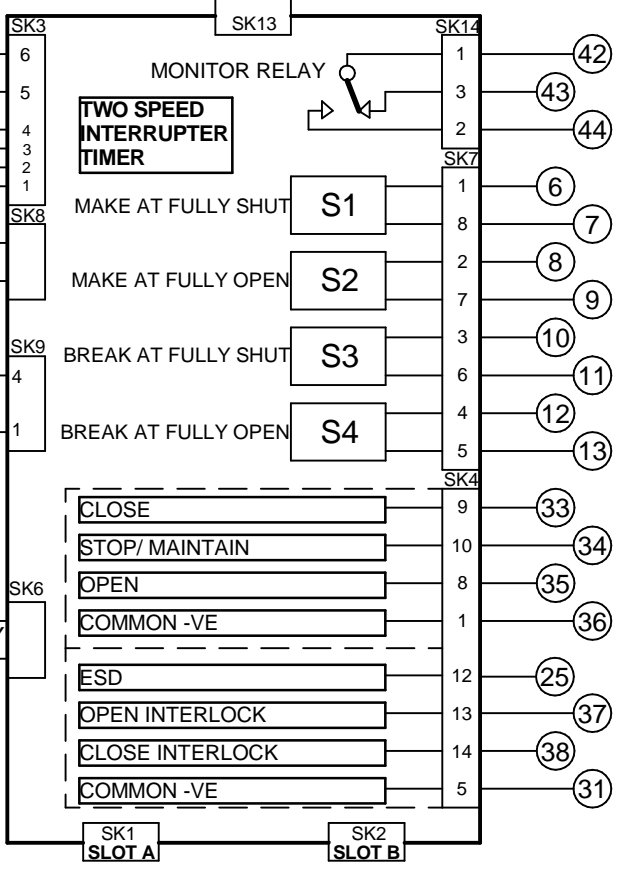 SK3
SK13
SK14
6
MONITOR RELAY
1
42
5
3
43
TWO SPEED
INTERRUPTER
TIMER
4
3
2
1
2
44
SK7
MAKE AT FULLY SHUT
S1
1
6
8
7
SK8
MAKE AT FULLY OPEN
S2
2
8
7
9
SK9
4
BREAK AT FULLY SHUT
S3
3
10
6
11
1
BREAK AT FULLY OPEN
S4
4
12
5
13
SK4
CLOSE
9
33
STOP/ MAINTAIN
10
34
SK6
OPEN
8
35
COMMON -VE
1
36
ESD
12
25
OPEN INTERLOCK
13
37
CLOSE INTERLOCK
14
38
COMMON -VE
5
31
SK1
SLOT A
SK2
SLOT B